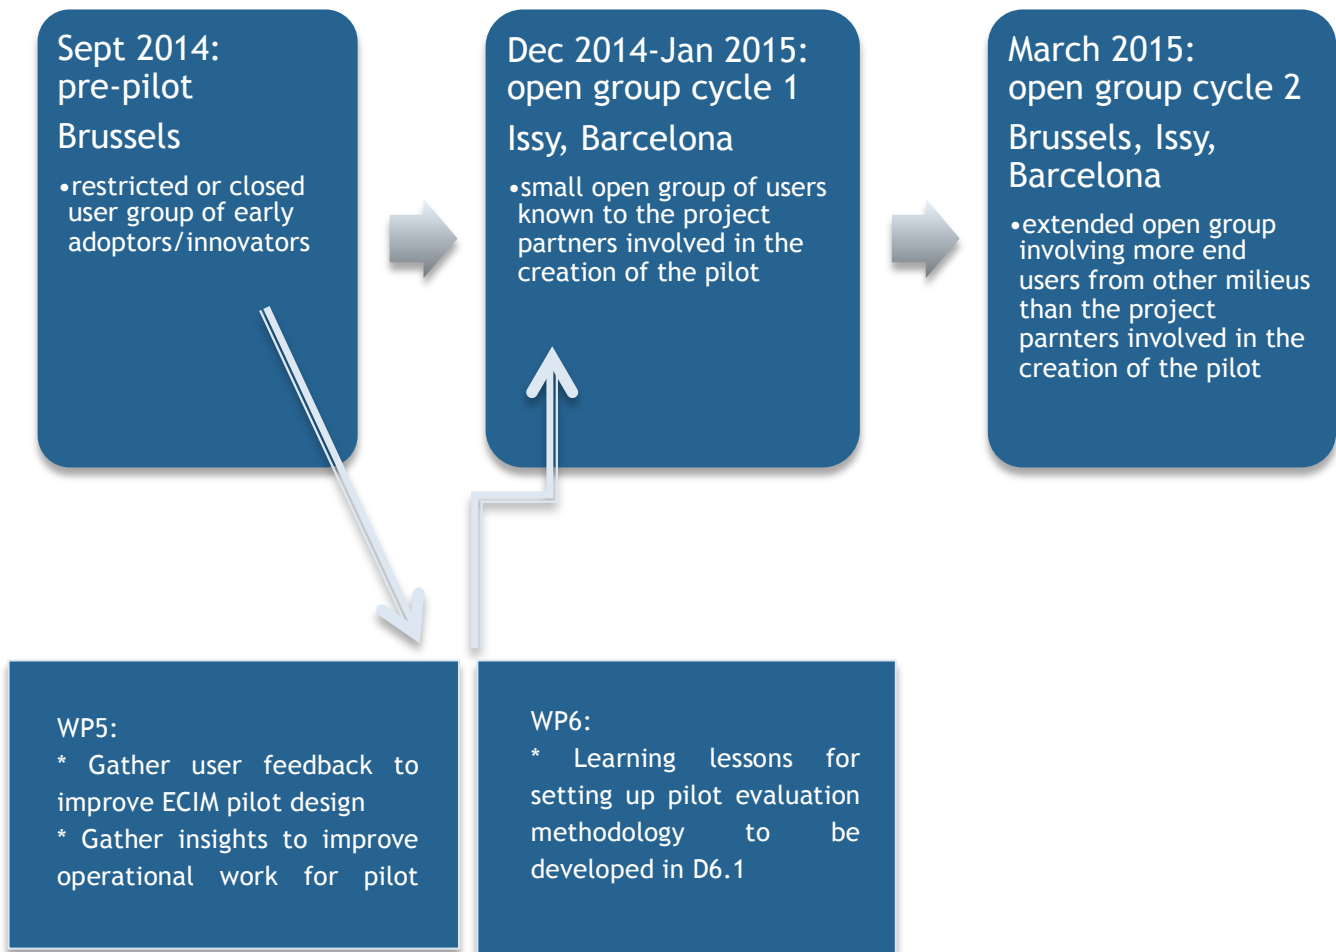 Sept 2014:
pre-pilot
Brussels
•restricted or closed
user group of early
adoptors/innovators
Dec 2014-Jan 2015:
open group cycle 1
Issy, Barcelona
•small open group of users
known to the project
partners involved in the
creation of the pilot
March 2015:
open group cycle 2
Brussels, Issy,
Barcelona
•extended open group
involving more end
users from other milieus
than the project
parnters involved in the
creation of the pilot
WP5:
* Gather user feedback to
improve ECIM pilot design
* Gather insights to improve
operational work for pilot
WP6:
* Learning lessons for
setting up pilot evaluation
methodology to be
developed in D6.1